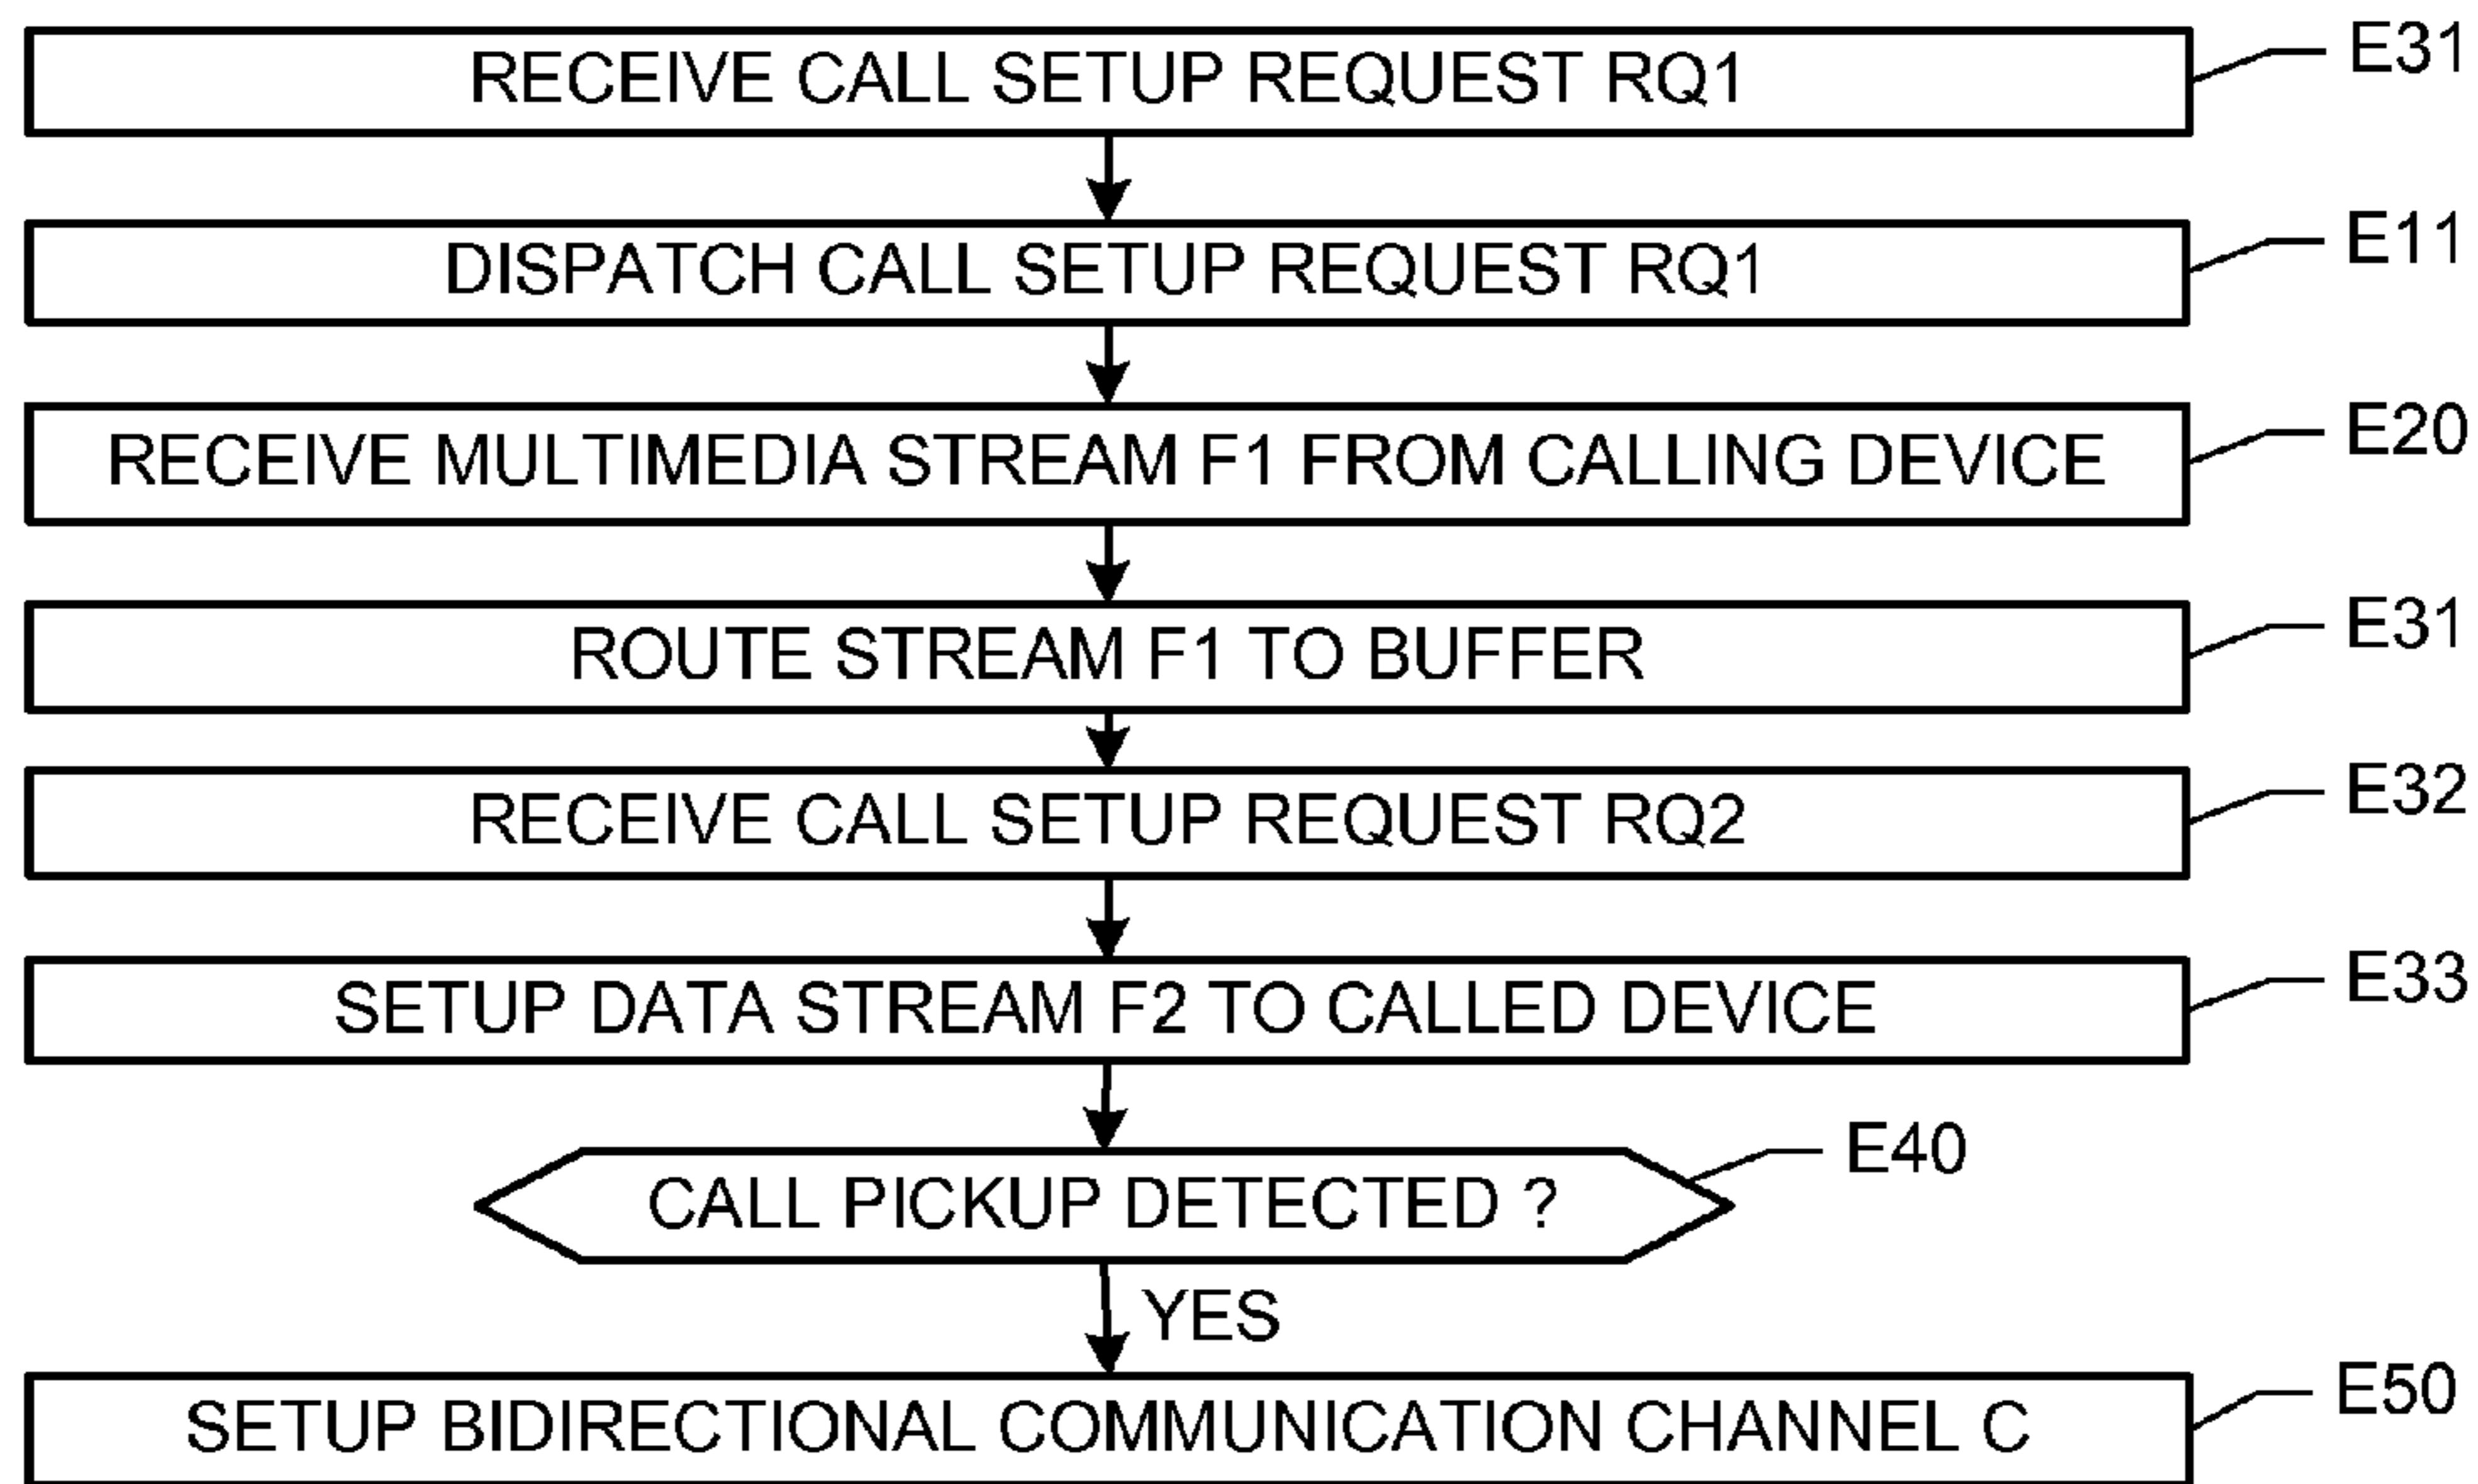 RECEIVE CALL SETUP REQUEST RQ1
E31
DISPATCH CALL SETUP REQUEST RQ1
E11
RECEIVE MULTIMEDIA STREAM F1 FROM CALLING DEVICE
E20
ROUTE STREAM F1 TO BUFFER
E31
RECEIVE CALL SETUP REQUEST RQ2
E32
SETUP DATA STREAM F2 TO CALLED DEVICE
E33
CALL PICKUP DETECTED ?
E40
YES
SETUP BIDIRECTIONAL COMMUNICATION CHANNEL C
E50